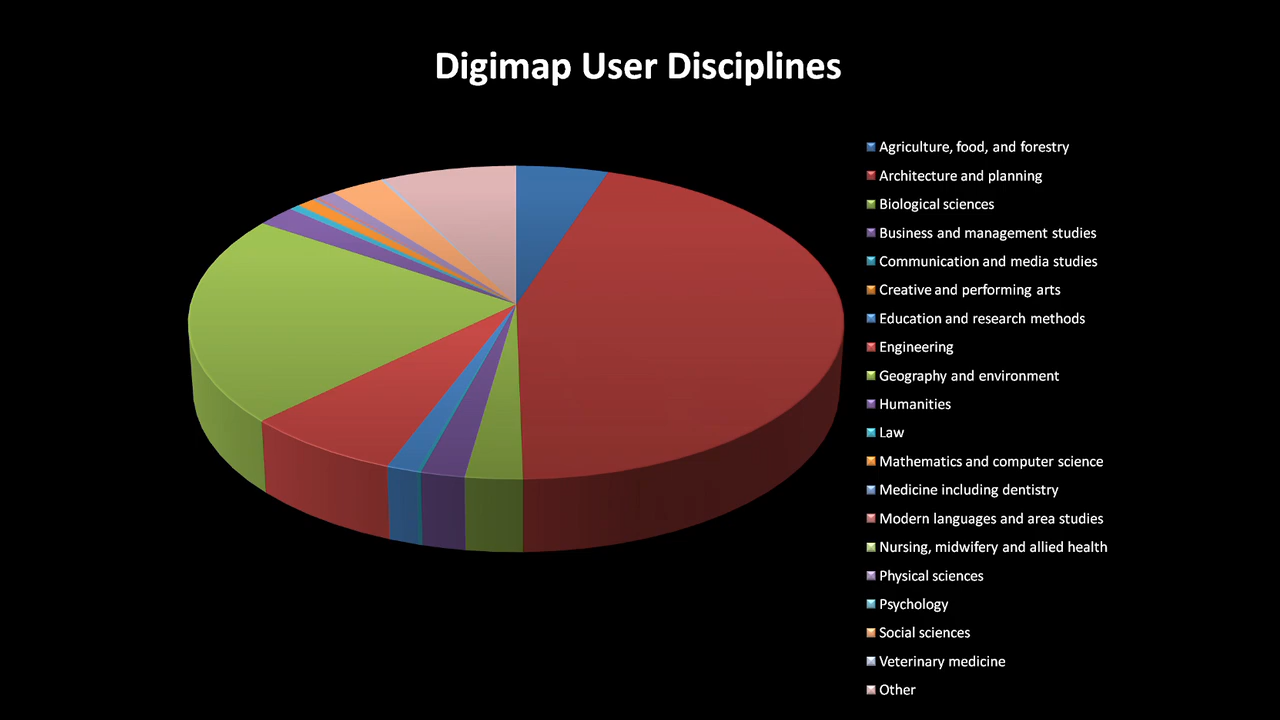 Digimap User Disciplines
Agriculture, food, and forestry
Architecture and planning
Biological sciences
Business and management studies
Communication and media studies
Creative and performing arts
Education and research methods
Engineering
Geography and environment
Humanities
Law
Mathematics and computer science
Medicine including dentistry
Modern languages and area studies
Nursing, midwifery and allied health
Physical sciences
Psychology
Social sciences
Veterinary medicine
Other